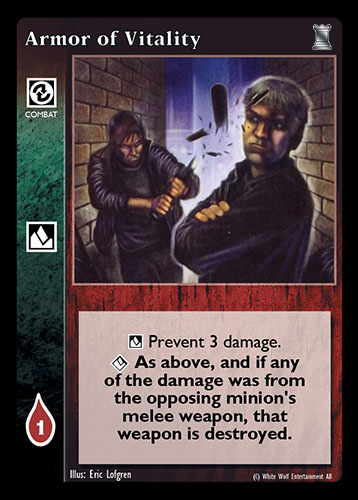 Armor of Vitality
COMBAT
Prevent 3 damage.
As above, and if any
of the damage was from
the opposing minion's
melee weapon, that
weapon is destroyed.
1
Illus: Eric Lofgren
(C) White Wolf Entertainment AB